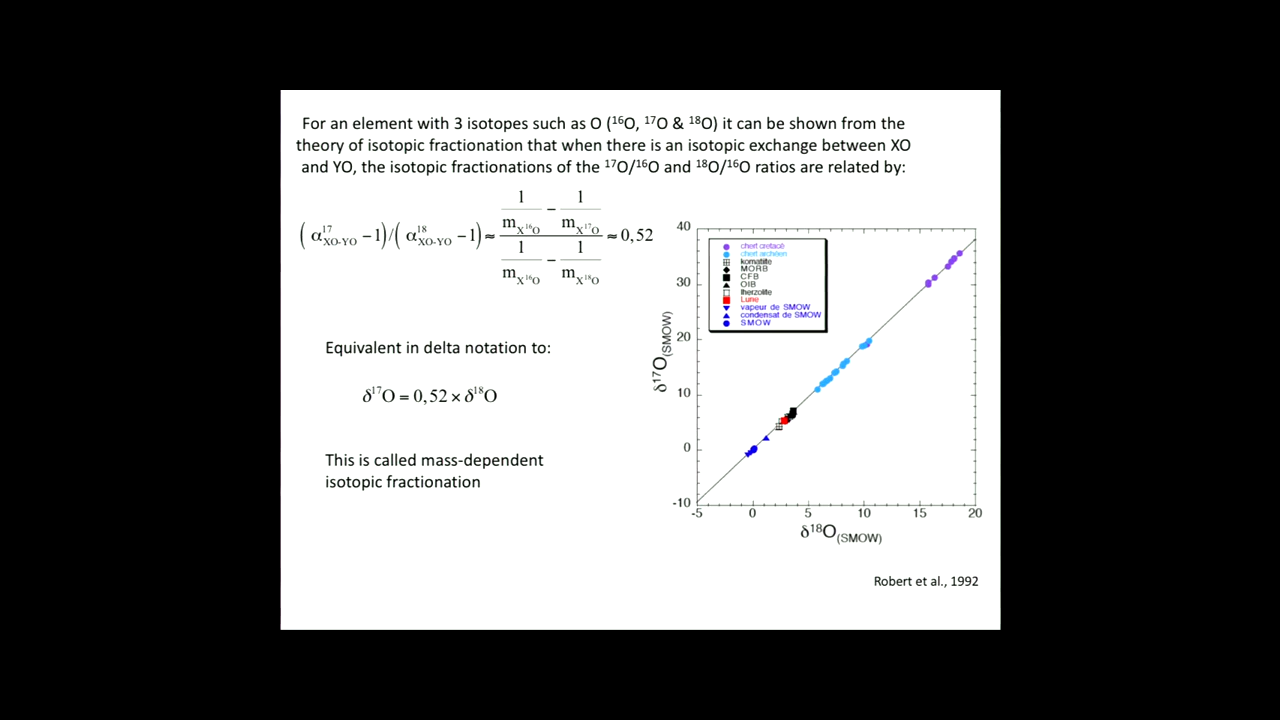 For an element with 3 isotopes such as O (¹⁶O, ¹⁷O & ¹⁸O) it can be shown from the
theory of isotopic fractionation that when there is an isotopic exchange between XO
and YO, the isotopic fractionations of the ¹⁷O/¹⁶O and ¹⁸O/¹⁶O ratios are related by:
(α¹⁷XO-YO − 1)/(α¹⁸XO-YO − 1) ≈ (1/mX¹⁶O − 1/mX¹⁷O)/(1/mX¹⁶O − 1/mX¹⁸O) ≈ 0,52
Equivalent in delta notation to:
δ¹⁷O = 0,52 × δ¹⁸O
This is called mass-dependent
isotopic fractionation
40
30
20
10
0
-10
δ¹⁷O(SMOW)
chert crétacé
chert archéen
komatiite
MORB
CFB
OIB
lherzolite
Lune
vapeur de SMOW
condensat de SMOW
SMOW
-5 0 5 10 15 20
δ¹⁸O(SMOW)
Robert et al., 1992